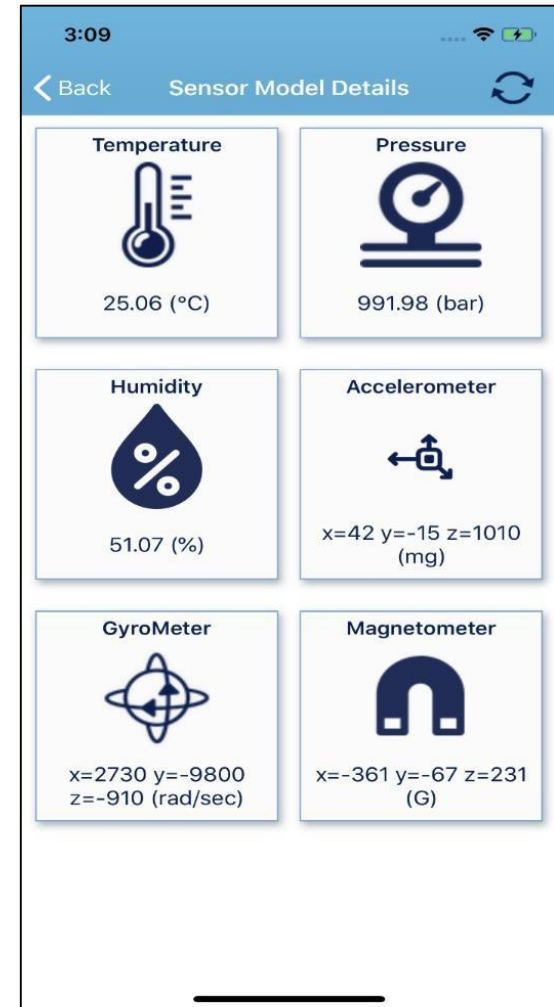 3:09
Back Sensor Model Details
Temperature
25.06 (°C)
Pressure
991.98 (bar)
Humidity
%
51.07 (%)
Accelerometer
x=42 y=-15 z=1010
(mg)
GyroMeter
x=2730 y=-9800
z=-910 (rad/sec)
Magnetometer
x=-361 y=-67 z=231
(G)